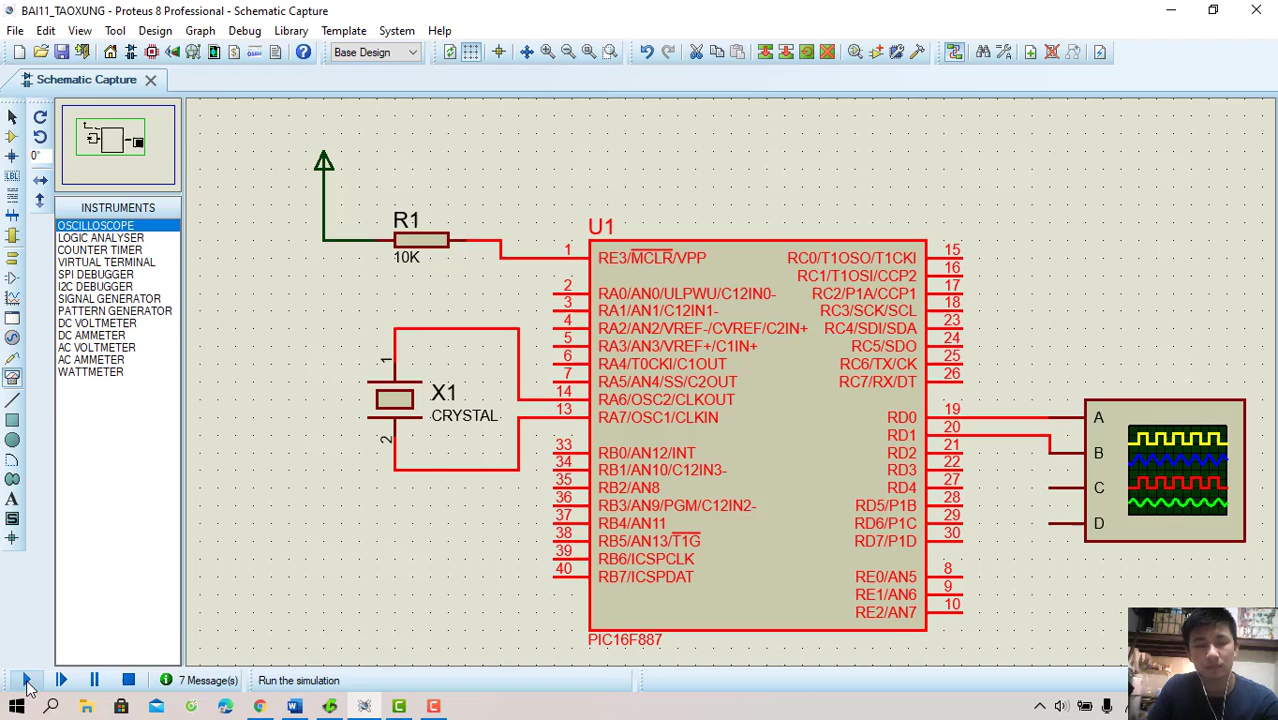 BAI11_TAOXUNG - Proteus 8 Professional - Schematic Capture
File Edit View Tool Design Graph Debug Library Template System Help
Base Design
Schematic Capture
0°
LBL
INSTRUMENTS
OSCILLOSCOPE
LOGIC ANALYSER
COUNTER TIMER
VIRTUAL TERMINAL
SPI DEBUGGER
I2C DEBUGGER
SIGNAL GENERATOR
PATTERN GENERATOR
DC VOLTMETER
DC AMMETER
AC VOLTMETER
AC AMMETER
WATTMETER
R1
10K
X1
CRYSTAL
1
2
U1
1 RE3/MCLR/VPP
2 RA0/AN0/ULPWU/C12IN0-
3 RA1/AN1/C12IN1-
4 RA2/AN2/VREF-/CVREF/C2IN+
5 RA3/AN3/VREF+/C1IN+
6 RA4/T0CKI/C1OUT
7 RA5/AN4/SS/C2OUT
14 RA6/OSC2/CLKOUT
13 RA7/OSC1/CLKIN
33 RB0/AN12/INT
34 RB1/AN10/C12IN3-
35 RB2/AN8
36 RB3/AN9/PGM/C12IN2-
37 RB4/AN11
38 RB5/AN13/T1G
39 RB6/ICSPCLK
40 RB7/ICSPDAT
RC0/T1OSO/T1CKI 15
RC1/T1OSI/CCP2 16
RC2/P1A/CCP1 17
RC3/SCK/SCL 18
RC4/SDI/SDA 23
RC5/SDO 24
RC6/TX/CK 25
RC7/RX/DT 26
RD0 19
RD1 20
RD2 21
RD3 22
RD4 27
RD5/P1B 28
RD6/P1C 29
RD7/P1D 30
RE0/AN5 8
RE1/AN6 9
RE2/AN7 10
PIC16F887
A
B
C
D
7 Message(s)
Run the simulation